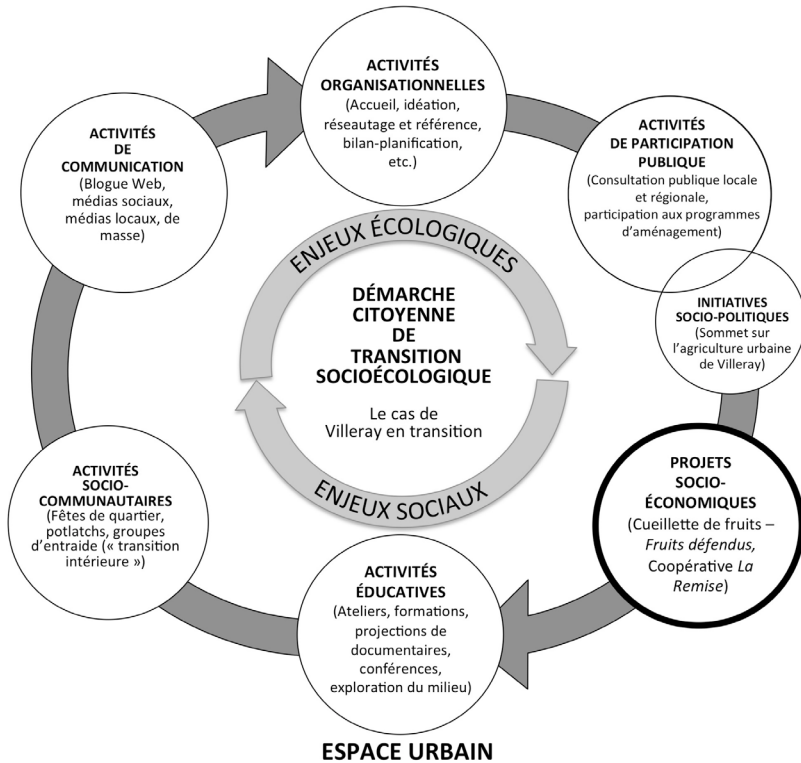 ACTIVITÉS
ORGANISATIONNELLES
(Accueil, idéation,
réseautage et référence,
bilan-planification,
etc.)
ACTIVITÉS
DE PARTICIPATION
PUBLIQUE
(Consultation publique locale
et régionale,
participation aux programmes
d’aménagement)
INITIATIVES
SOCIO-POLITIQUES
(Sommet sur
l’agriculture urbaine
de Villeray)
PROJETS
SOCIO-
ÉCONOMIQUES
(Cueillette de fruits –
Fruits défendus,
Coopérative La
Remise)
ACTIVITÉS
ÉDUCATIVES
(Ateliers, formations,
projections de
documentaires,
conférences,
exploration du milieu)
ACTIVITÉS
SOCIO-
COMMUNAUTAIRES
(Fêtes de quartier,
potlatchs, groupes
d’entraide (« transition
intérieure »)
ACTIVITÉS
DE
COMMUNICATION
(Blogue Web,
médias sociaux,
médias locaux, de
masse)
ENJEUX ÉCOLOGIQUES
DÉMARCHE
CITOYENNE
DE
TRANSITION
SOCIOÉCOLOGIQUE
Le cas de
Villeray en transition
ENJEUX SOCIAUX
ESPACE URBAIN